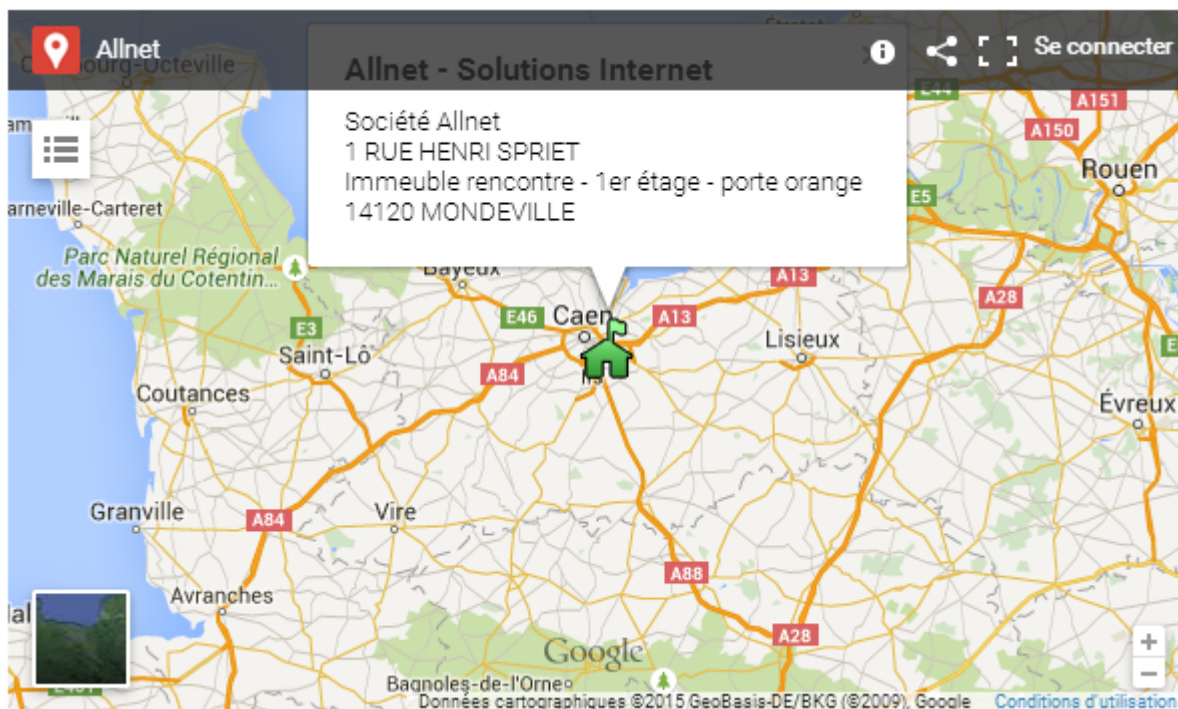 Allnet
Se connecter
Allnet - Solutions Internet
Société Allnet
1 RUE HENRI SPRIET
Immeuble rencontre - 1er étage - porte orange
14120 MONDEVILLE
E44
A151
A150
Rouen
E5
arneville-Carteret
Parc Naturel Régional
des Marais du Cotentin...
Bayeux
A13
A28
E3
E46
Caen
A13
Lisieux
Saint-Lô
A84
Coutances
Évreux
Granville
A84
Vire
A88
Avranches
A28
Google
Bagnoles-de-l'Orne
Données cartographiques ©2015 GeoBasis-DE/BKG (©2009), Google
Conditions d'utilisation